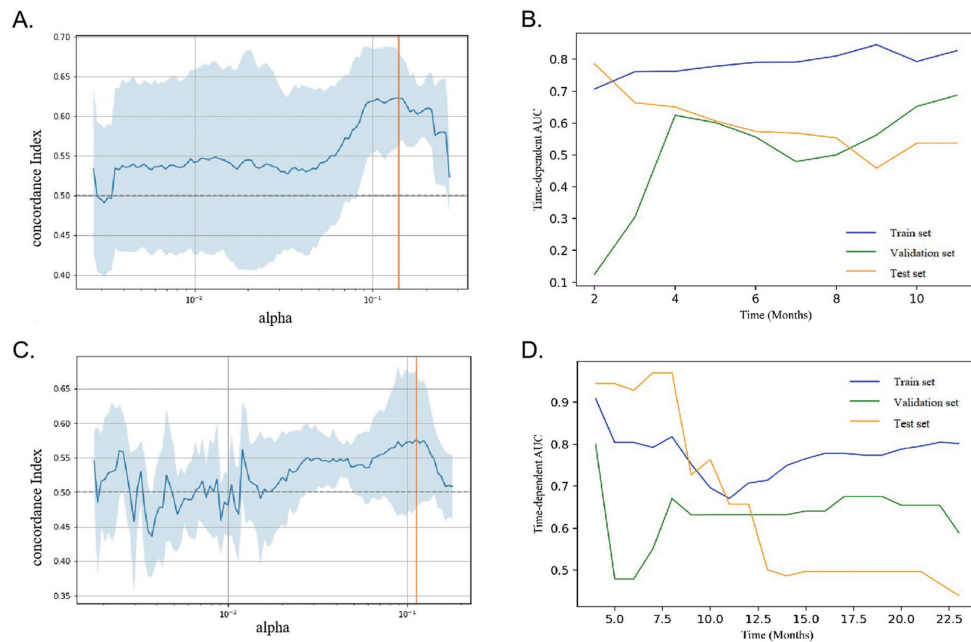 A.
0.70
0.65
0.60
0.55
0.50
0.45
0.40
concordance Index
10⁻²
10⁻¹
alpha
B.
0.8
0.7
0.6
0.5
0.4
0.3
0.2
0.1
Time-dependent AUC
Train set
Validation set
Test set
2
4
6
8
10
Time (Months)
C.
0.65
0.60
0.55
0.50
0.45
0.40
0.35
concordance Index
10⁻²
10⁻¹
alpha
D.
0.9
0.8
0.7
0.6
0.5
Time-dependent AUC
Train set
Validation set
Test set
5.0
7.5
10.0
12.5
15.0
17.5
20.0
22.5
Time (Months)